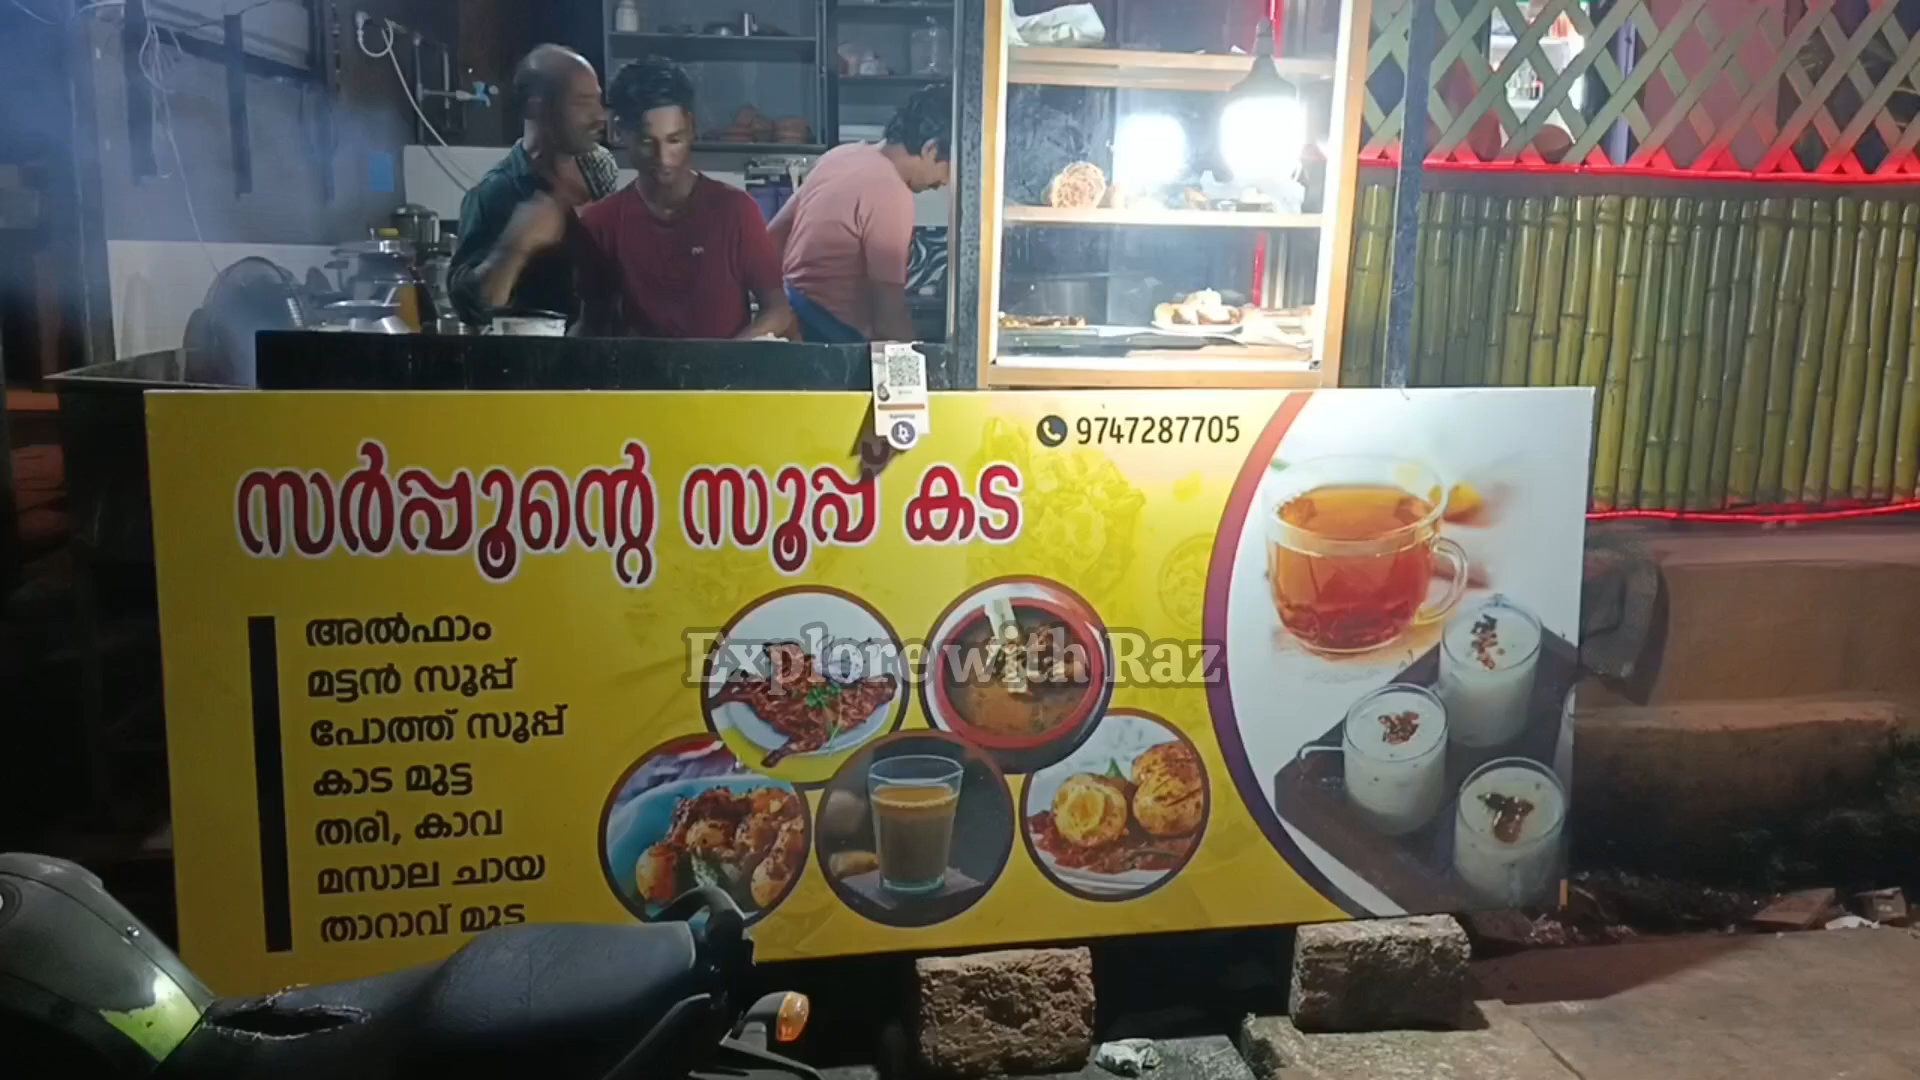 9747287705
സർപ്പൂന്റെ സൂപ്പ് കട
അൽഫാം
മട്ടൻ സൂപ്പ്
പോത്ത് സൂപ്പ്
കാട മുട്ട
തരി, കാവ
മസാല ചായ
താറാവ് മുട്ട
Explore with Raz